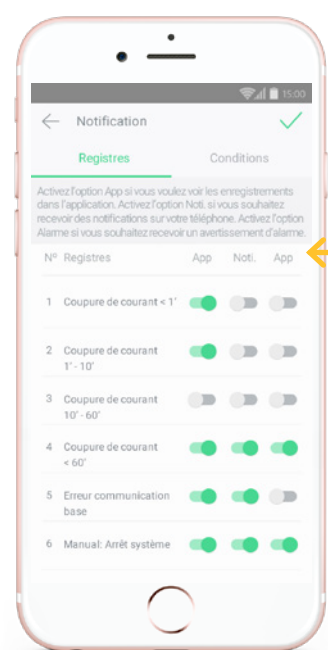 15:00
Notification
Registres Conditions
Activez l'option App si vous voulez voir les enregistrements
dans l'application. Activez l'option Noti. si vous souhaitez
recevoir des notifications sur votre téléphone. Activez l'option
Alarme si vous souhaitez recevoir un avertissement d'alarme.
Nº Registres App Noti. App
1 Coupure de courant < 1'
2 Coupure de courant
1' - 10'
3 Coupure de courant
10' - 60'
4 Coupure de courant
< 60'
5 Erreur communication
base
6 Manual: Arrêt système